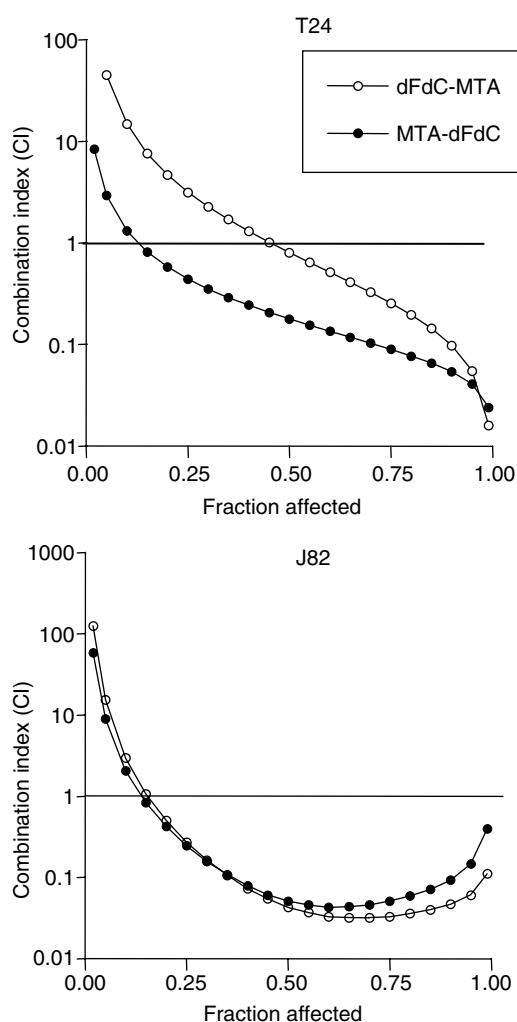 T24
100
10
1
0.1
0.01
Combination index (CI)
dFdC-MTA
MTA-dFdC
0.00 0.25 0.50 0.75 1.00
Fraction affected
J82
1000
100
10
1
0.1
0.01
Combination index (CI)
0.00 0.25 0.50 0.75 1.00
Fraction affected